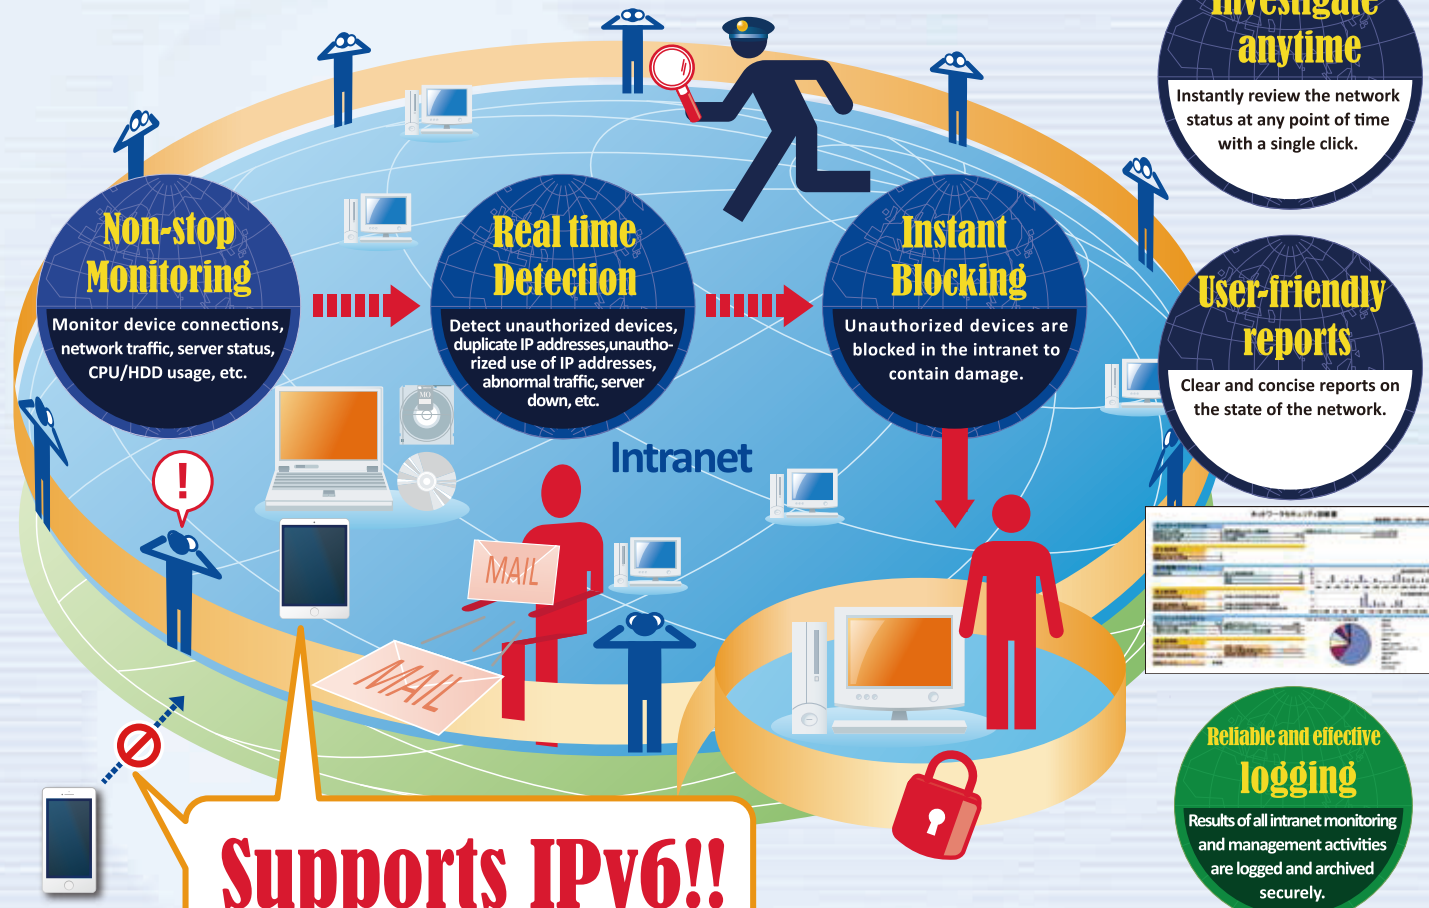 Investigate
anytime
Instantly review the network
status at any point of time
with a single click.
Non-stop
Monitoring
Monitor device connections,
network traffic, server status,
CPU/HDD usage, etc.
Real time
Detection
Detect unauthorized devices,
duplicate IP addresses,unautho-
rized use of IP addresses,
abnormal traffic, server
down, etc.
Instant
Blocking
Unauthorized devices are
blocked in the intranet to
contain damage.
User-friendly
reports
Clear and concise reports on
the state of the network.
MO
Intranet
!
MAIL
MAIL
Reliable and effective
logging
Results of all intranet monitoring
and management activities
are logged and archived
securely.
Supports IPv6!!